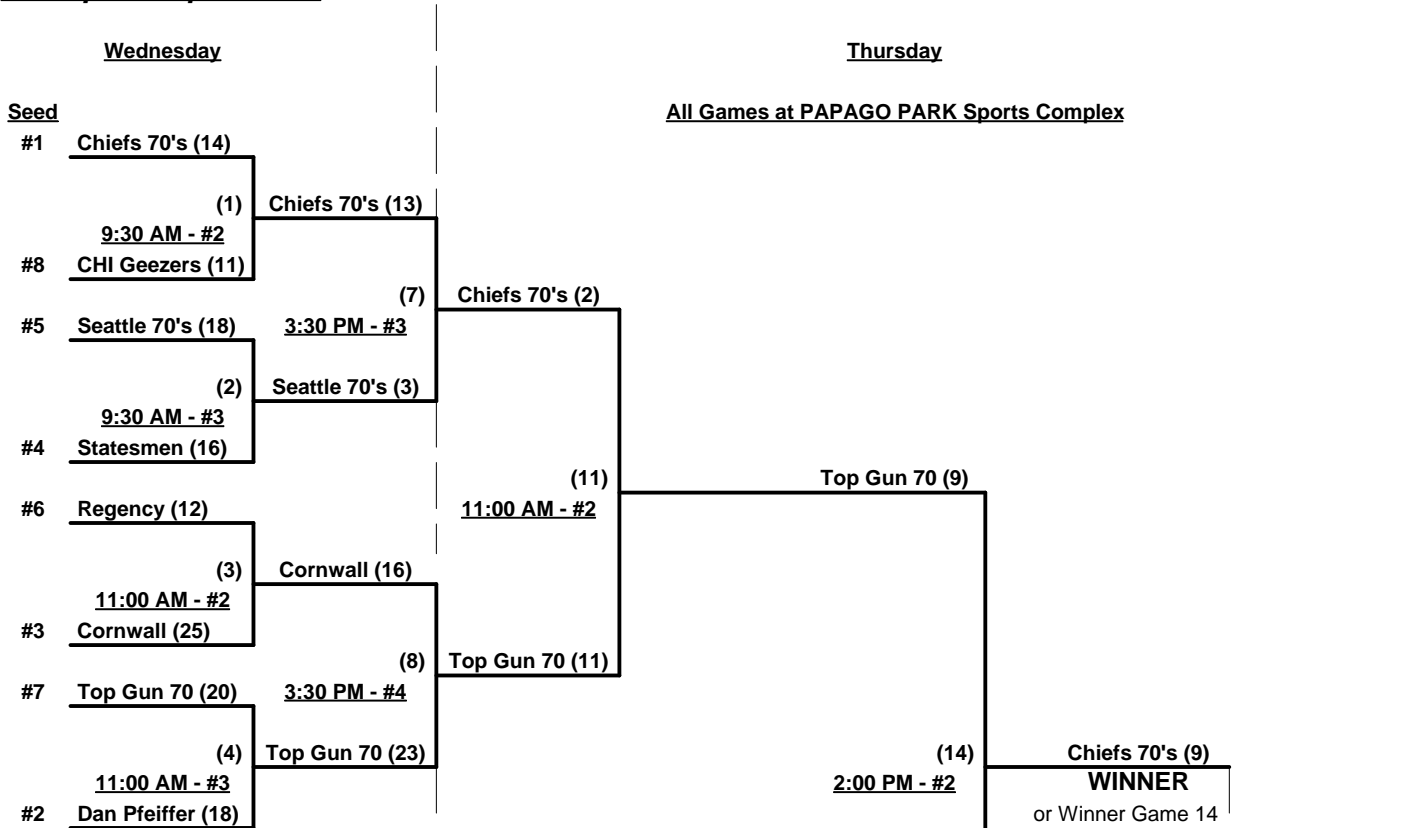 Wednesday
Thursday
Seed
All Games at PAPAGO PARK Sports Complex
#1 Chiefs 70's (14)
(1) Chiefs 70's (13)
9:30 AM - #2
#8 CHI Geezers (11)
(7) Chiefs 70's (2)
#5 Seattle 70's (18) 3:30 PM - #3
(2) Seattle 70's (3)
9:30 AM - #3
#4 Statesmen (16)
(11) Top Gun 70 (9)
#6 Regency (12) 11:00 AM - #2
(3) Cornwall (16)
11:00 AM - #2
#3 Cornwall (25)
(8) Top Gun 70 (11)
#7 Top Gun 70 (20) 3:30 PM - #4
(4) Top Gun 70 (23) (14) Chiefs 70's (9)
11:00 AM - #3 2:00 PM - #2 WINNER
#2 Dan Pfeiffer (18) or Winner Game 14